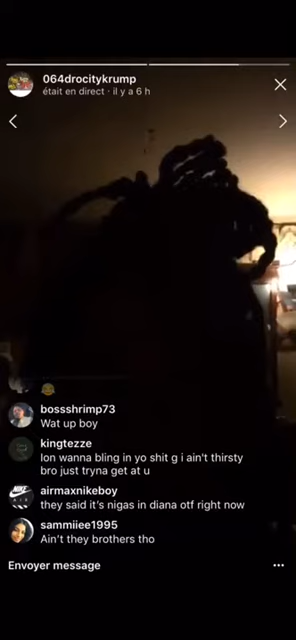 064drocitykrump
était en direct · il y a 6 h
bossshrimp73
Wat up boy
kingtezze
Ion wanna bling in yo shit g i ain't thirsty
bro just tryna get at u
airmaxnikeboy
they said it's nigas in diana otf right now
sammiiee1995
Ain't they brothers tho
Envoyer message